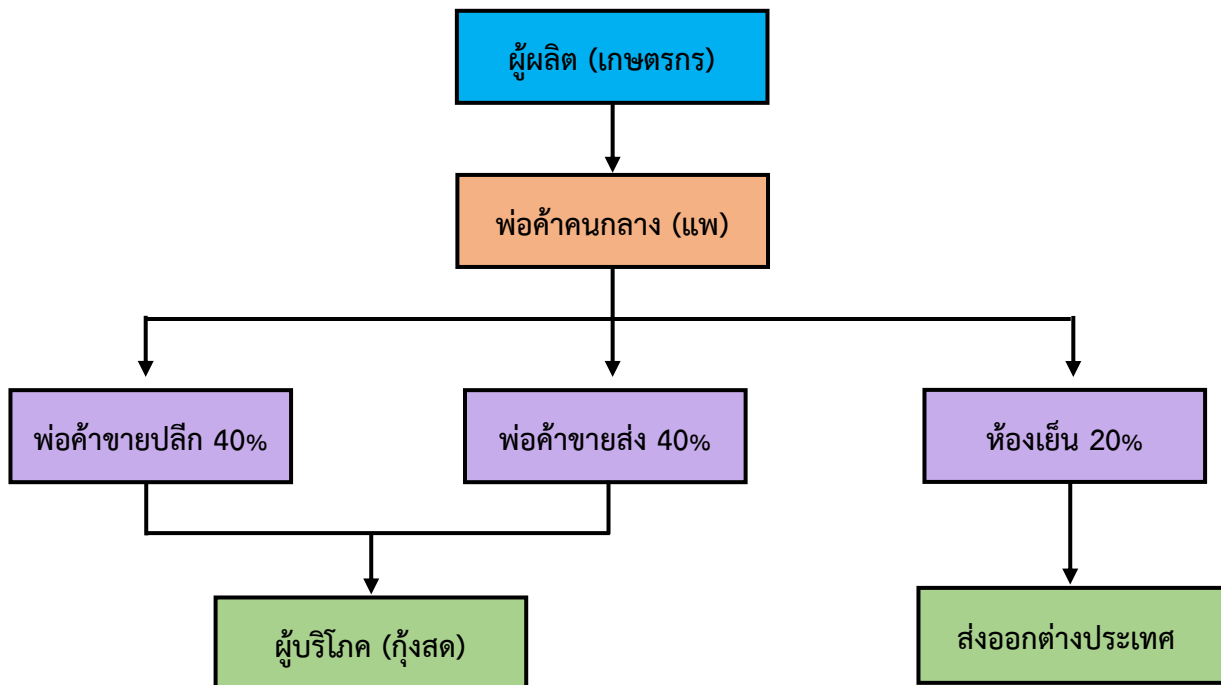 ผู้ผลิต (เกษตรกร)
พ่อค้าคนกลาง (แพ)
พ่อค้าขายปลีก 40%
พ่อค้าขายส่ง 40%
ห้องเย็น 20%
ผู้บริโภค (กุ้งสด)
ส่งออกต่างประเทศ